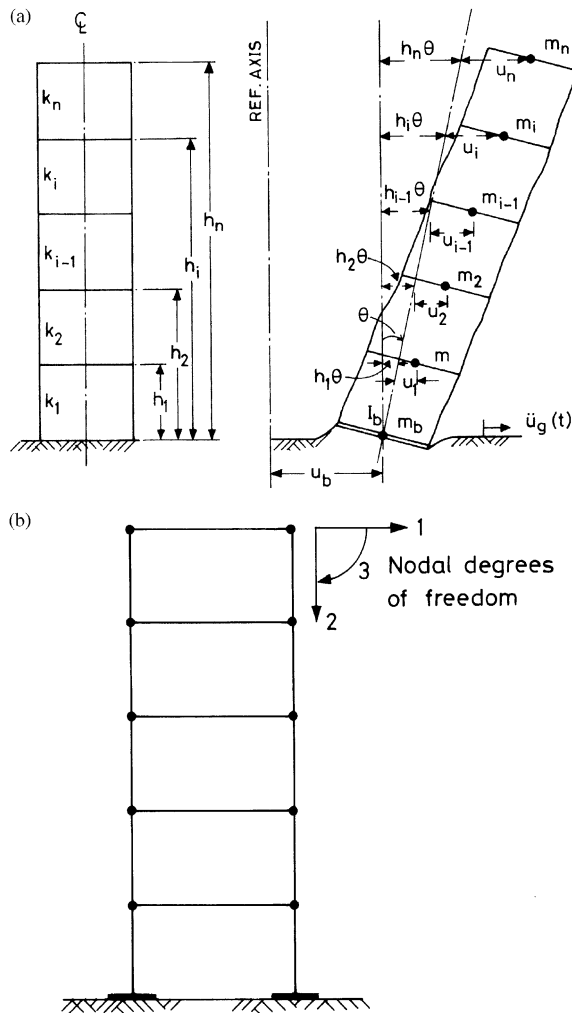 (a)
℄
k_n
k_i
k_{i-1}
k_2
k_1
h_1
h_2
h_i
h_n
REF. AXIS
h_nθ
u_n
m_n
h_iθ
u_i
m_i
h_{i-1}θ
u_{i-1}
m_{i-1}
h_2θ
u_2
m_2
θ
h_1θ
u_1
m
I_b
m_b
ü_g (t)
u_b
(b)
1
3
2
Nodal degrees
of freedom